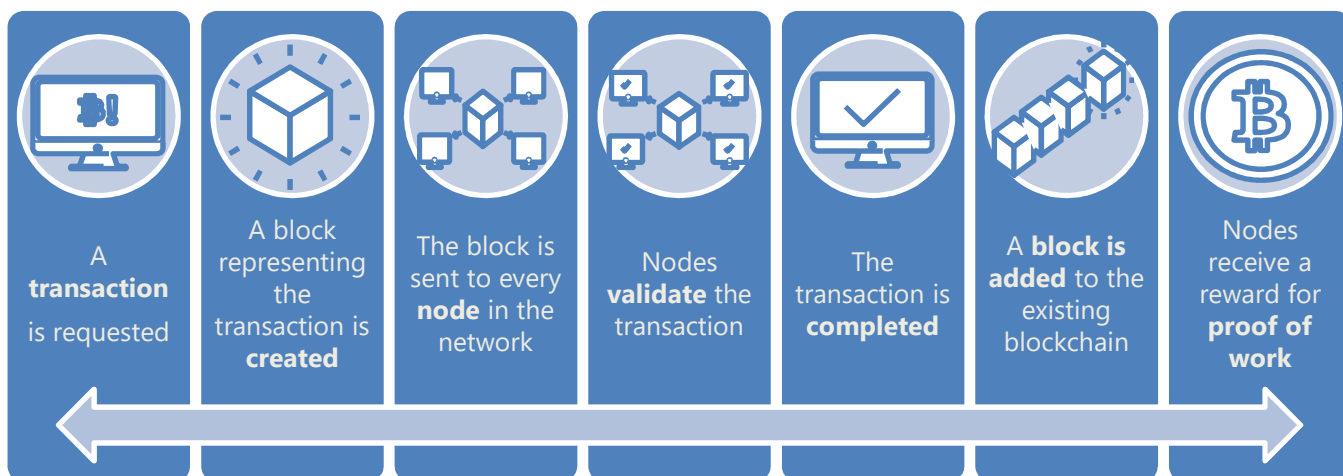 A
transaction
is requested
A block
representing
the
transaction is
created
The block is
sent to every
node in the
network
Nodes
validate the
transaction
The
transaction is
completed
A block is
added to the
existing
blockchain
Nodes
receive a
reward for
proof of
work